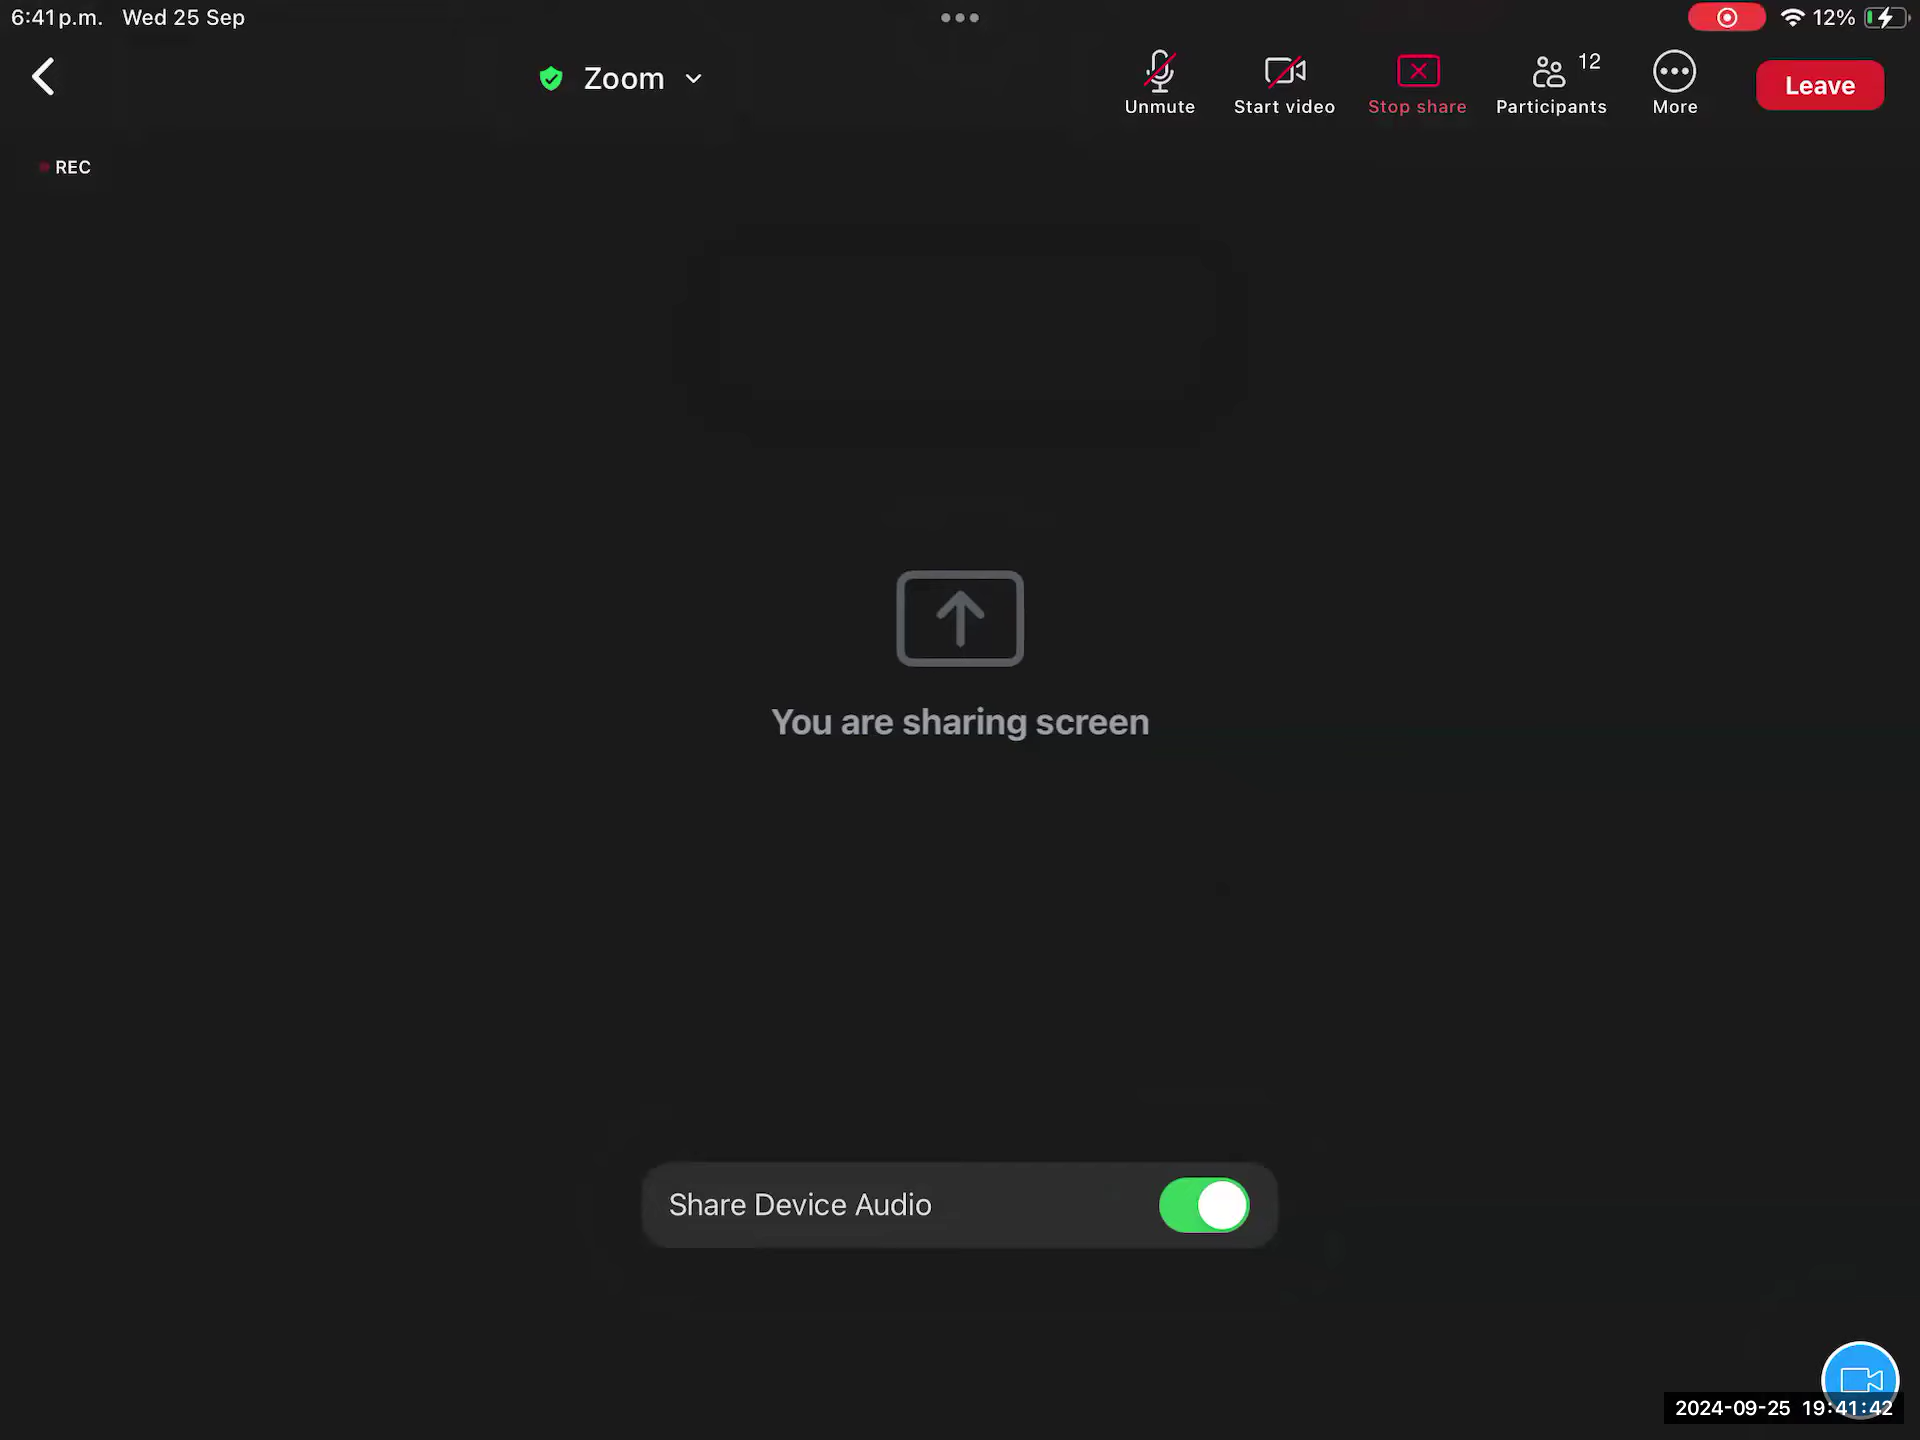 6:41 p.m. Wed 25 Sep
12%
Zoom
Unmute
Start video
Stop share
12
Participants
More
Leave
REC
You are sharing screen
Share Device Audio
2024-09-25 19:41:42